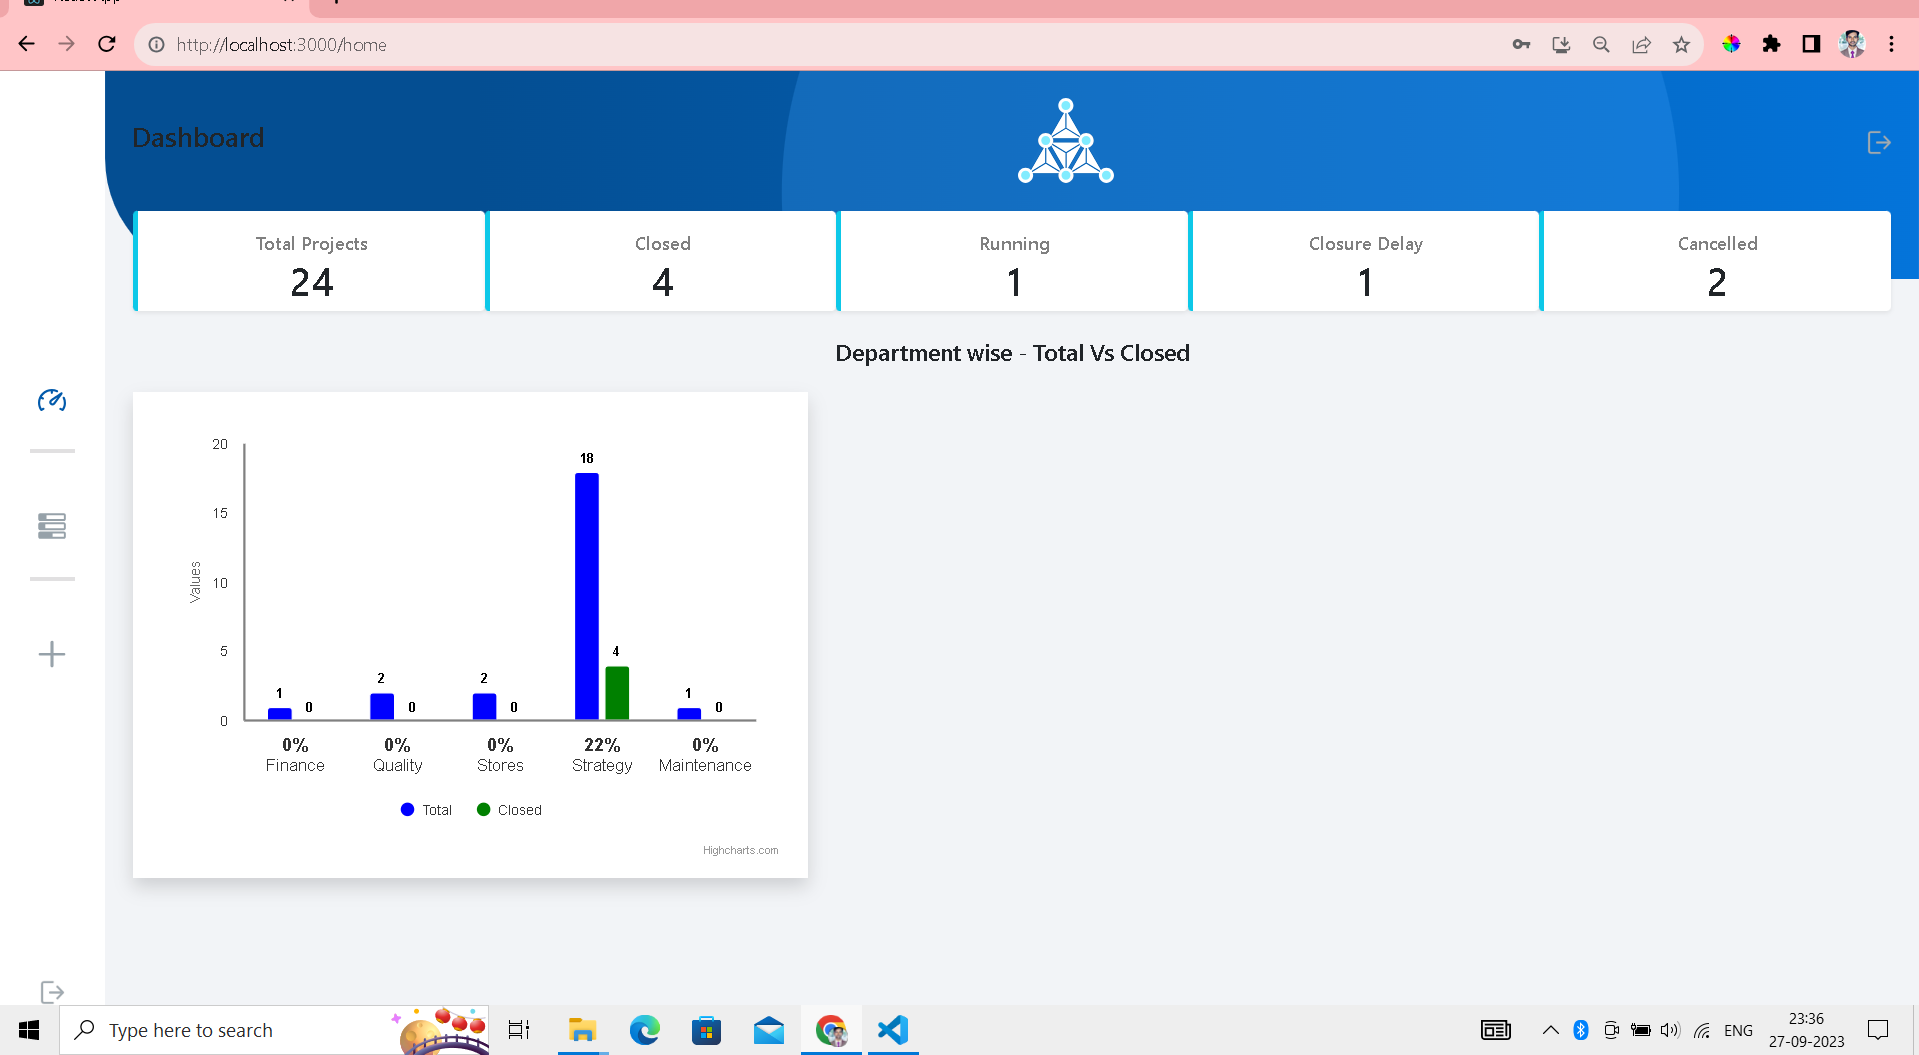 http://localhost:3000/home
Dashboard
Total Projects
24
Closed
4
Running
1
Closure Delay
1
Cancelled
2
Department wise - Total Vs Closed
20
15
10
5
0
Values
1
0
2
0
2
0
18
4
1
0
0%
Finance
0%
Quality
0%
Stores
22%
Strategy
0%
Maintenance
Total
Closed
Highcharts.com
Type here to search
ENG
23:36
27-09-2023